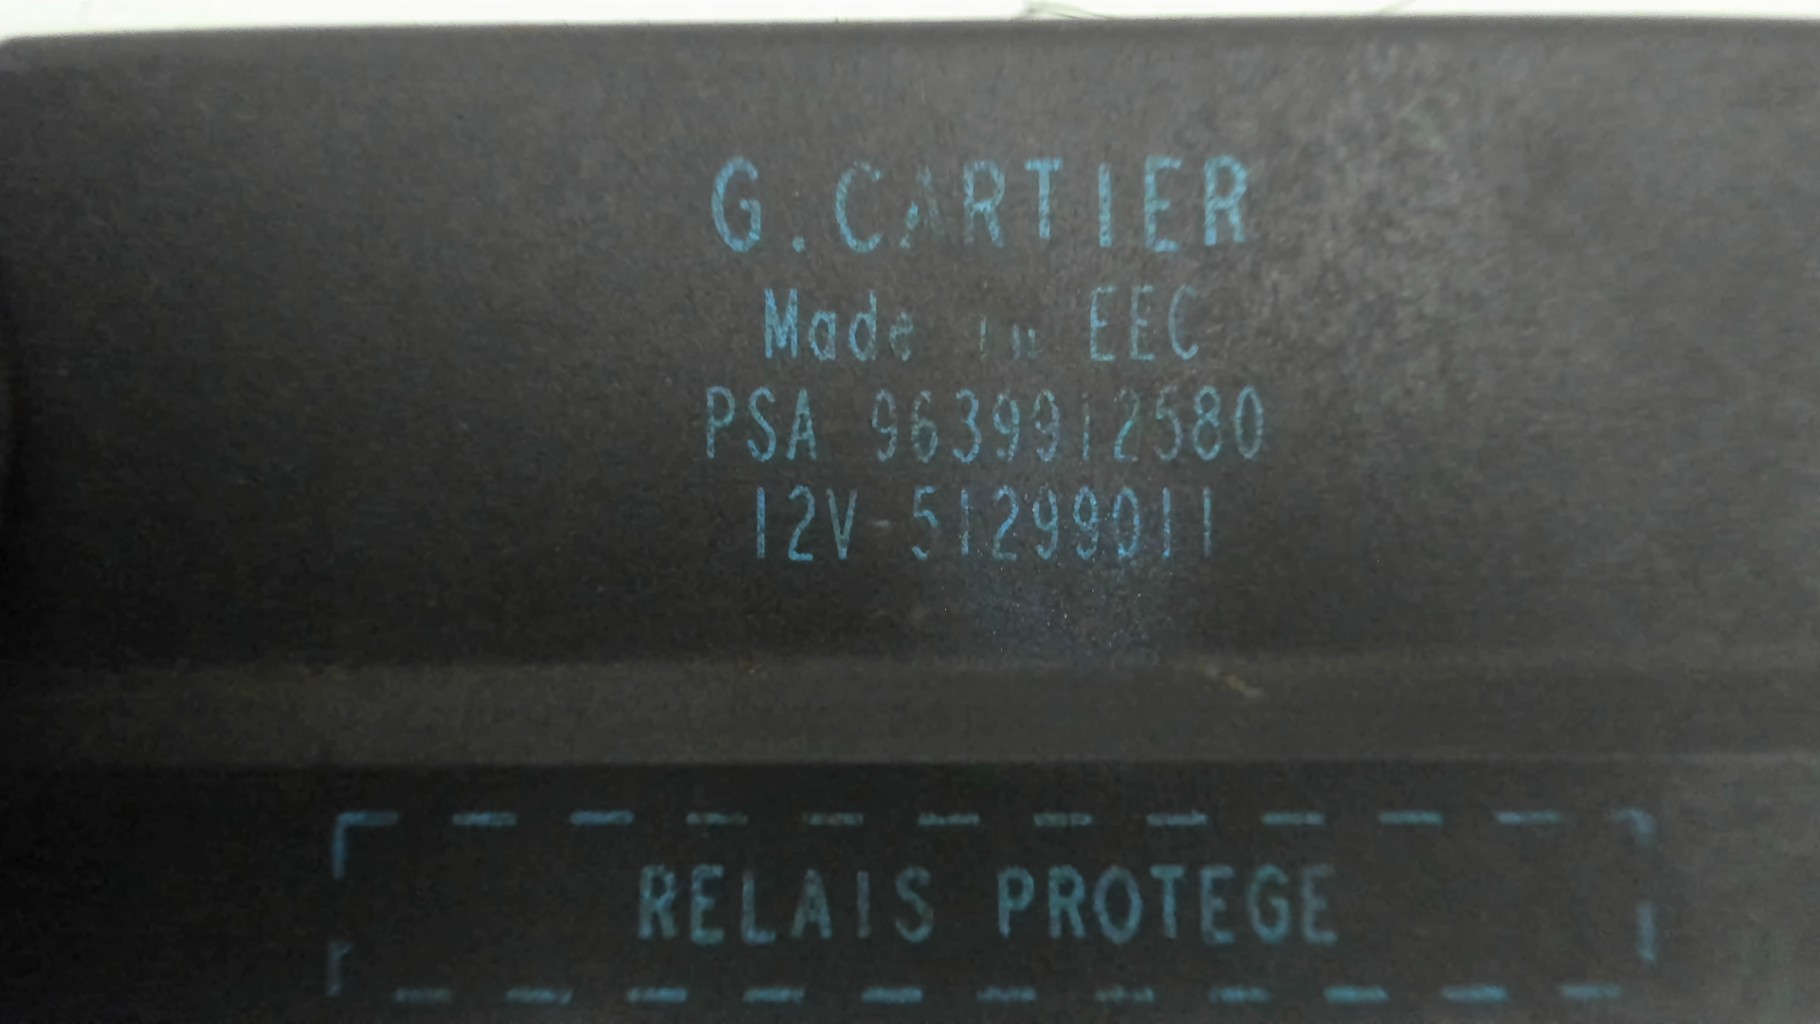 G.CARTIER
Made in EEC
PSA 9639912580
12V-51299011
RELAIS PROTEGE